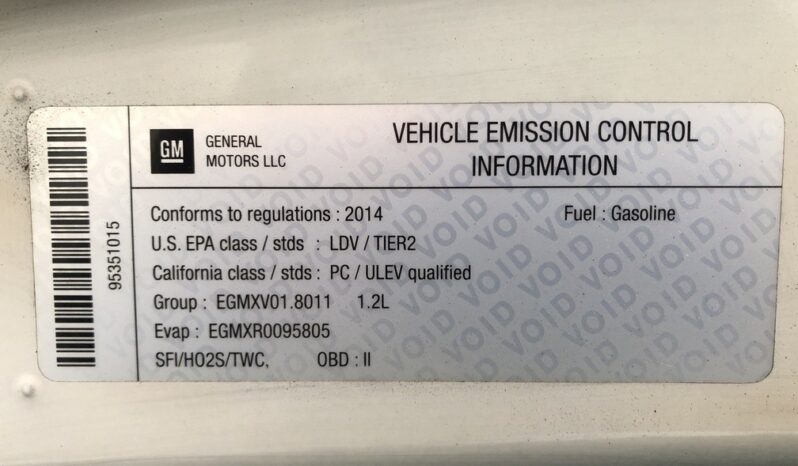 GM
GENERAL
MOTORS LLC
VEHICLE EMISSION CONTROL
INFORMATION
Conforms to regulations : 2014
Fuel : Gasoline
U.S. EPA class / stds : LDV / TIER2
California class / stds : PC / ULEV qualified
Group : EGMXV01.8011 1.2L
Evap : EGMXR0095805
SFI/HO2S/TWC, OBD : II
95351015